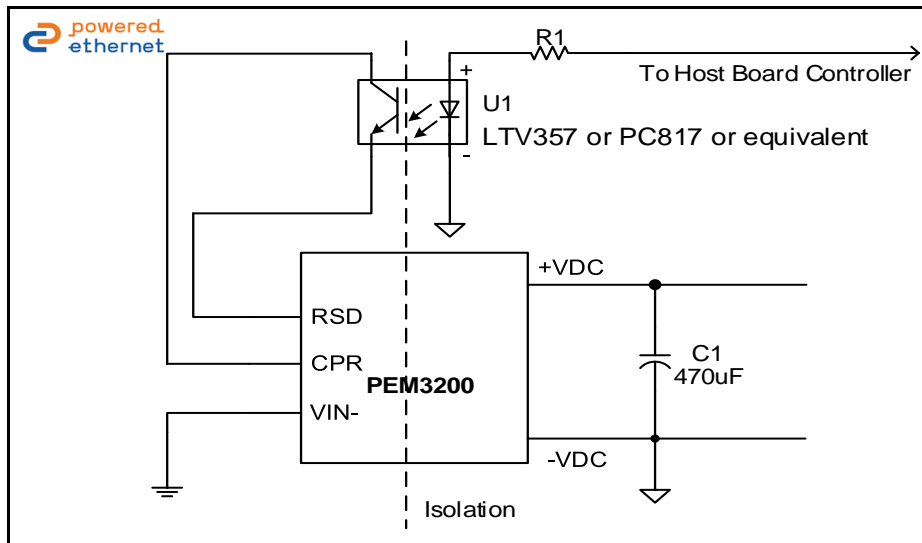 powered
ethernet
R1
To Host Board Controller
+
U1
LTV357 or PC817 or equivalent
-
+VDC
RSD
CPR
PEM3200
VIN-
C1
470uF
-VDC
Isolation